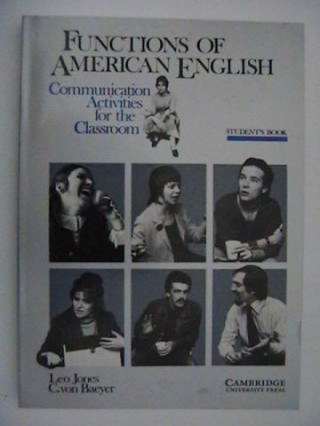 FUNCTIONS OF
AMERICAN ENGLISH
Communication
Activities
for the
Classroom
STUDENT'S BOOK
Leo Jones
C. von Baeyer
CAMBRIDGE
UNIVERSITY PRESS